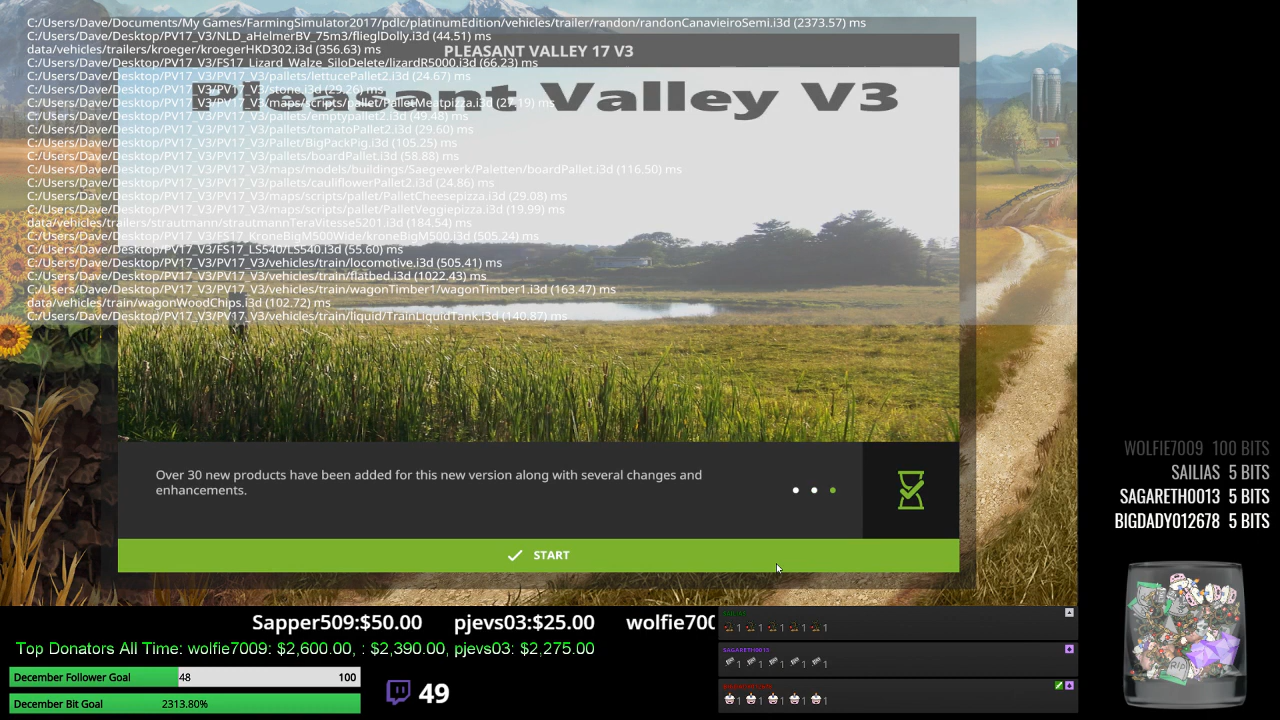 C:/Users/Dave/Documents/My Games/FarmingSimulator2017/pdlc/platinumEdition/vehicles/trailer/randon/randonCanavieiroSemi.i3d (2373.57) ms
C:/Users/Dave/Desktop/PV17_V3/NLD_aHelmerBV_75m3/flieglDolly.i3d (44.51) ms
data/vehicles/trailers/kroeger/kroegerHKD302.i3d (356.63) ms
PLEASANT VALLEY 17 V3
C:/Users/Dave/Desktop/PV17_V3/FS17_Lizard_Walze_SiloDelete/lizardR5000.i3d (66.23) ms
C:/Users/Dave/Desktop/PV17_V3/PV17_V3/pallets/lettucePallet2.i3d (24.67) ms
C:/Users/Dave/Desktop/PV17_V3/PV17_V3/stone.i3d (29.26) ms
Pleasant Valley V3
C:/Users/Dave/Desktop/PV17_V3/PV17_V3/maps/scripts/pallet/PalletMeatpizza.i3d (27.19) ms
C:/Users/Dave/Desktop/PV17_V3/PV17_V3/pallets/emptypallet2.i3d (49.48) ms
C:/Users/Dave/Desktop/PV17_V3/PV17_V3/pallets/tomatoPallet2.i3d (29.60) ms
C:/Users/Dave/Desktop/PV17_V3/Pallet/BigPackPig.i3d (105.25) ms
C:/Users/Dave/Desktop/PV17_V3/PV17_V3/pallets/boardPallet.i3d (58.88) ms
C:/Users/Dave/Desktop/PV17_V3/PV17_V3/maps/models/buildings/Saegewerk/Paletten/boardPallet.i3d (116.50) ms
C:/Users/Dave/Desktop/PV17_V3/PV17_V3/pallets/cauliflowerPallet2.i3d (24.86) ms
C:/Users/Dave/Desktop/PV17_V3/PV17_V3/maps/scripts/pallet/PalletCheesepizza.i3d (29.08) ms
C:/Users/Dave/Desktop/PV17_V3/PV17_V3/maps/scripts/pallet/PalletVeggiepizza.i3d (19.99) ms
data/vehicles/trailers/strautmann/strautmannTeraVitesse5201.i3d (184.54) ms
C:/Users/Dave/Desktop/PV17_V3/FS17_KroneBigM500Wide/kroneBigM500.i3d (505.24) ms
C:/Users/Dave/Desktop/PV17_V3/FS17_LS540/LS540.i3d (55.60) ms
C:/Users/Dave/Desktop/PV17_V3/PV17_V3/vehicles/train/locomotive.i3d (505.41) ms
C:/Users/Dave/Desktop/PV17_V3/PV17_V3/vehicles/train/flatbed.i3d (1022.43) ms
C:/Users/Dave/Desktop/PV17_V3/PV17_V3/vehicles/train/wagonTimber1/wagonTimber1.i3d (163.47) ms
data/vehicles/train/wagonWoodChips.i3d (102.72) ms
C:/Users/Dave/Desktop/PV17_V3/PV17_V3/vehicles/train/liquid/TrainLiquidTank.i3d (140.87) ms
Over 30 new products have been added for this new version along with several changes and
enhancements.
START
WOLFIE7009 100 BITS
SAILIAS 5 BITS
SAGARETH0013 5 BITS
BIGDADY012678 5 BITS
RIP
Sapper509:$50.00 pjevs03:$25.00 wolfie700
Top Donators All Time: wolfie7009: $2,600.00, : $2,390.00, pjevs03: $2,275.00
December Follower Goal 48 100
December Bit Goal 2313.80%
49
1 1 1 1 1
SAGARETH0013
1 1 1 1 1
1 1 1 1 1